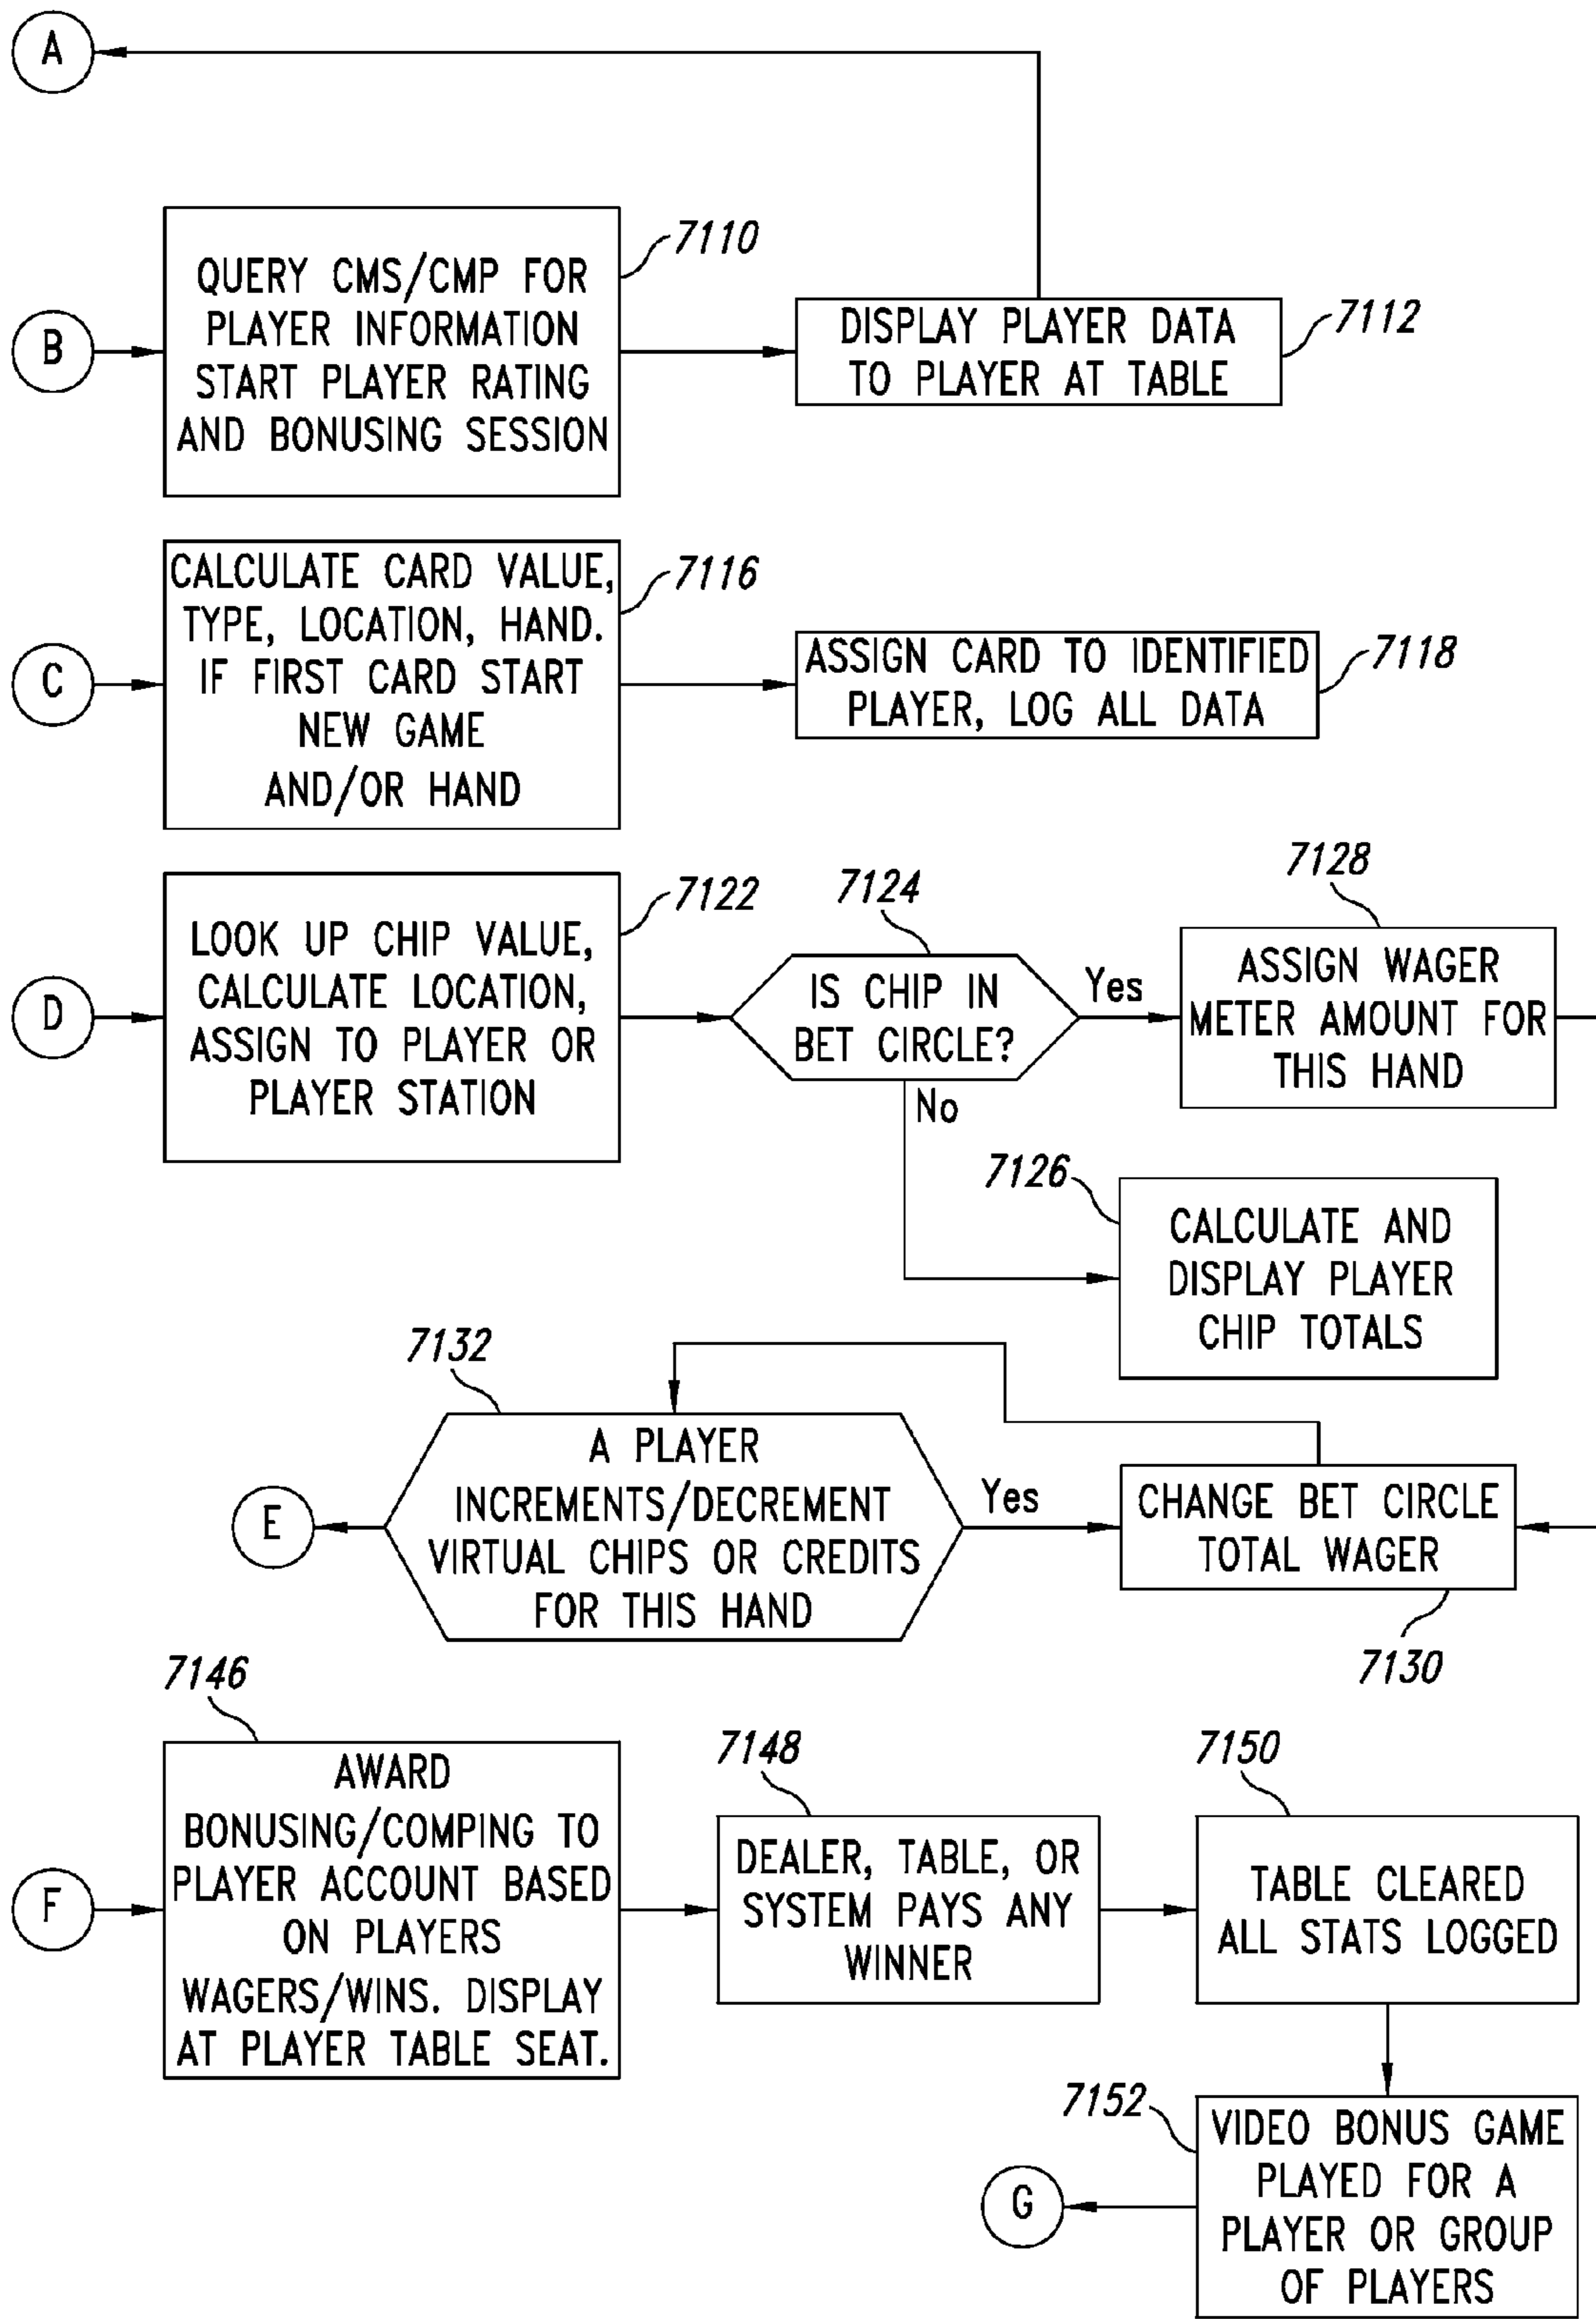 A
7110
B
QUERY CMS/CMP FOR
PLAYER INFORMATION
START PLAYER RATING
AND BONUSING SESSION
DISPLAY PLAYER DATA
TO PLAYER AT TABLE
7112
C
CALCULATE CARD VALUE,
TYPE, LOCATION, HAND.
IF FIRST CARD START
NEW GAME
AND/OR HAND
7116
ASSIGN CARD TO IDENTIFIED
PLAYER, LOG ALL DATA
7118
D
LOOK UP CHIP VALUE,
CALCULATE LOCATION,
ASSIGN TO PLAYER OR
PLAYER STATION
7122
7124
IS CHIP IN
BET CIRCLE?
Yes
No
7128
ASSIGN WAGER
METER AMOUNT FOR
THIS HAND
7126
CALCULATE AND
DISPLAY PLAYER
CHIP TOTALS
7132
E
A PLAYER
INCREMENTS/DECREMENT
VIRTUAL CHIPS OR CREDITS
FOR THIS HAND
Yes
CHANGE BET CIRCLE
TOTAL WAGER
7130
7146
F
AWARD
BONUSING/COMPING TO
PLAYER ACCOUNT BASED
ON PLAYERS
WAGERS/WINS. DISPLAY
AT PLAYER TABLE SEAT.
7148
DEALER, TABLE, OR
SYSTEM PAYS ANY
WINNER
7150
TABLE CLEARED
ALL STATS LOGGED
7152
VIDEO BONUS GAME
PLAYED FOR A
PLAYER OR GROUP
OF PLAYERS
G